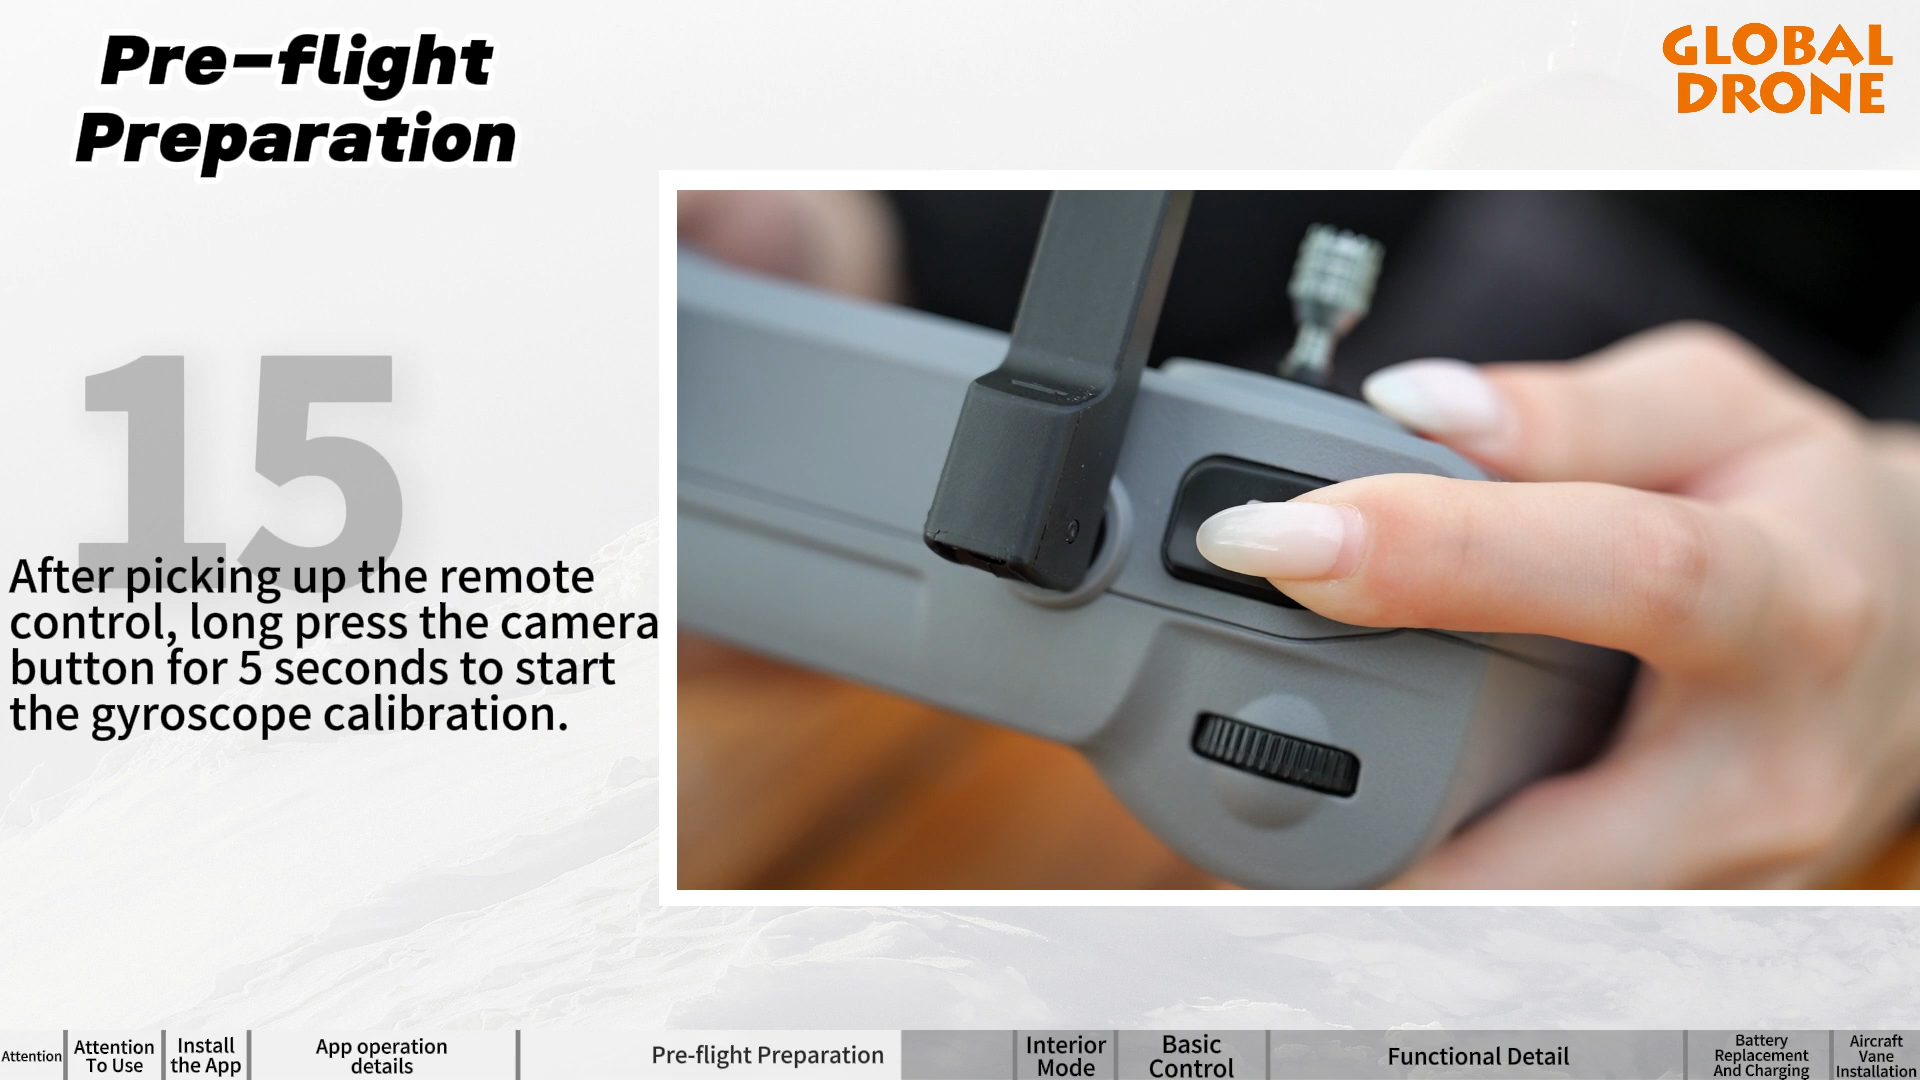 Pre-flight
Preparation
GLOBAL
DRONE
15
After picking up the remote
control, long press the camera
button for 5 seconds to start
the gyroscope calibration.
Attention
Attention
To Use
Install
the App
App operation
details
Pre-flight Preparation
Interior
Mode
Basic
Control
Functional Detail
Battery
Replacement
And Charging
Aircraft
Vane
Installation